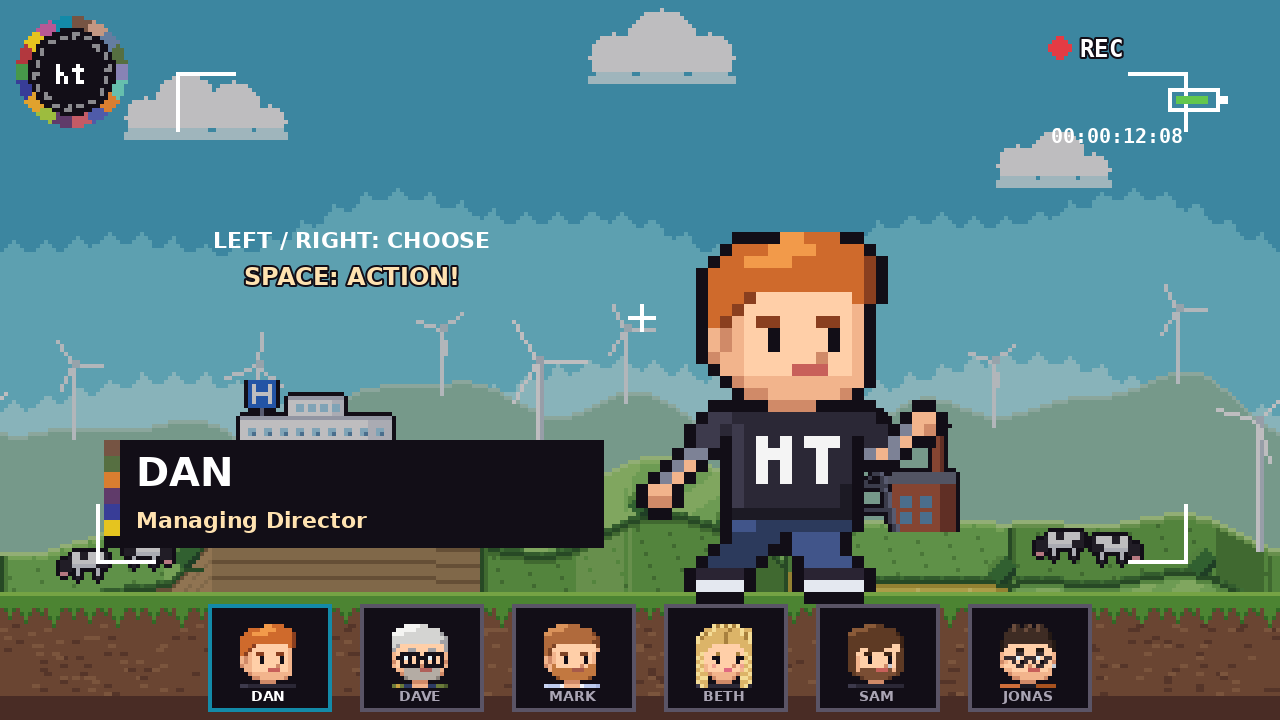 ht
REC
00:00:12:08
LEFT / RIGHT: CHOOSE
SPACE: ACTION!
H
DAN
Managing Director
HT
DAN
DAVE
MARK
BETH
SAM
JONAS